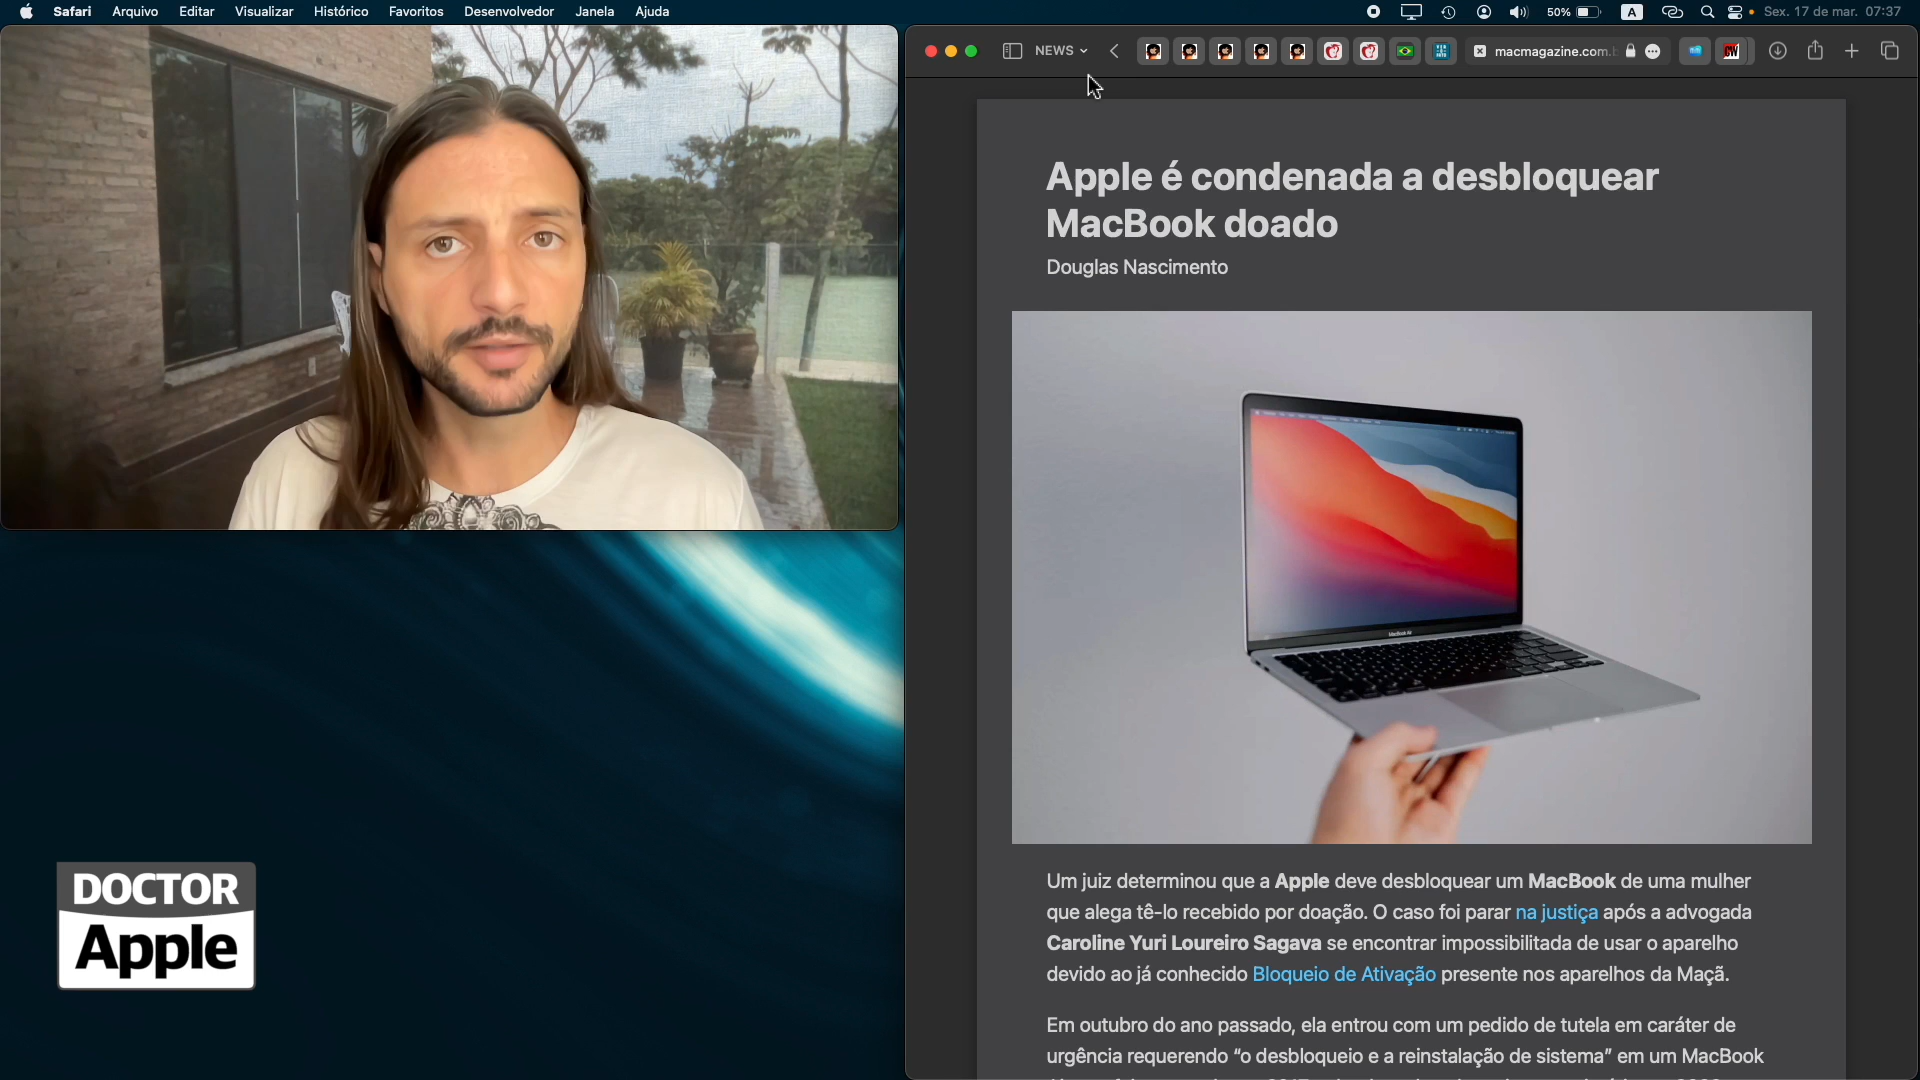 Safari Arquivo Editar Visualizar Histórico Favoritos Desenvolvedor Janela Ajuda 50% A Sex. 17 de mar. 07:37
NEWS macmagazine.com.b
Apple é condenada a desbloquear
MacBook doado
Douglas Nascimento
MacBook Air
Um juiz determinou que a Apple deve desbloquear um MacBook de uma mulher
que alega tê-lo recebido por doação. O caso foi parar na justiça após a advogada
Caroline Yuri Loureiro Sagava se encontrar impossibilitada de usar o aparelho
devido ao já conhecido Bloqueio de Ativação presente nos aparelhos da Maçã.
Em outubro do ano passado, ela entrou com um pedido de tutela em caráter de
urgência requerendo “o desbloqueio e a reinstalação de sistema” em um MacBook
DOCTOR
Apple